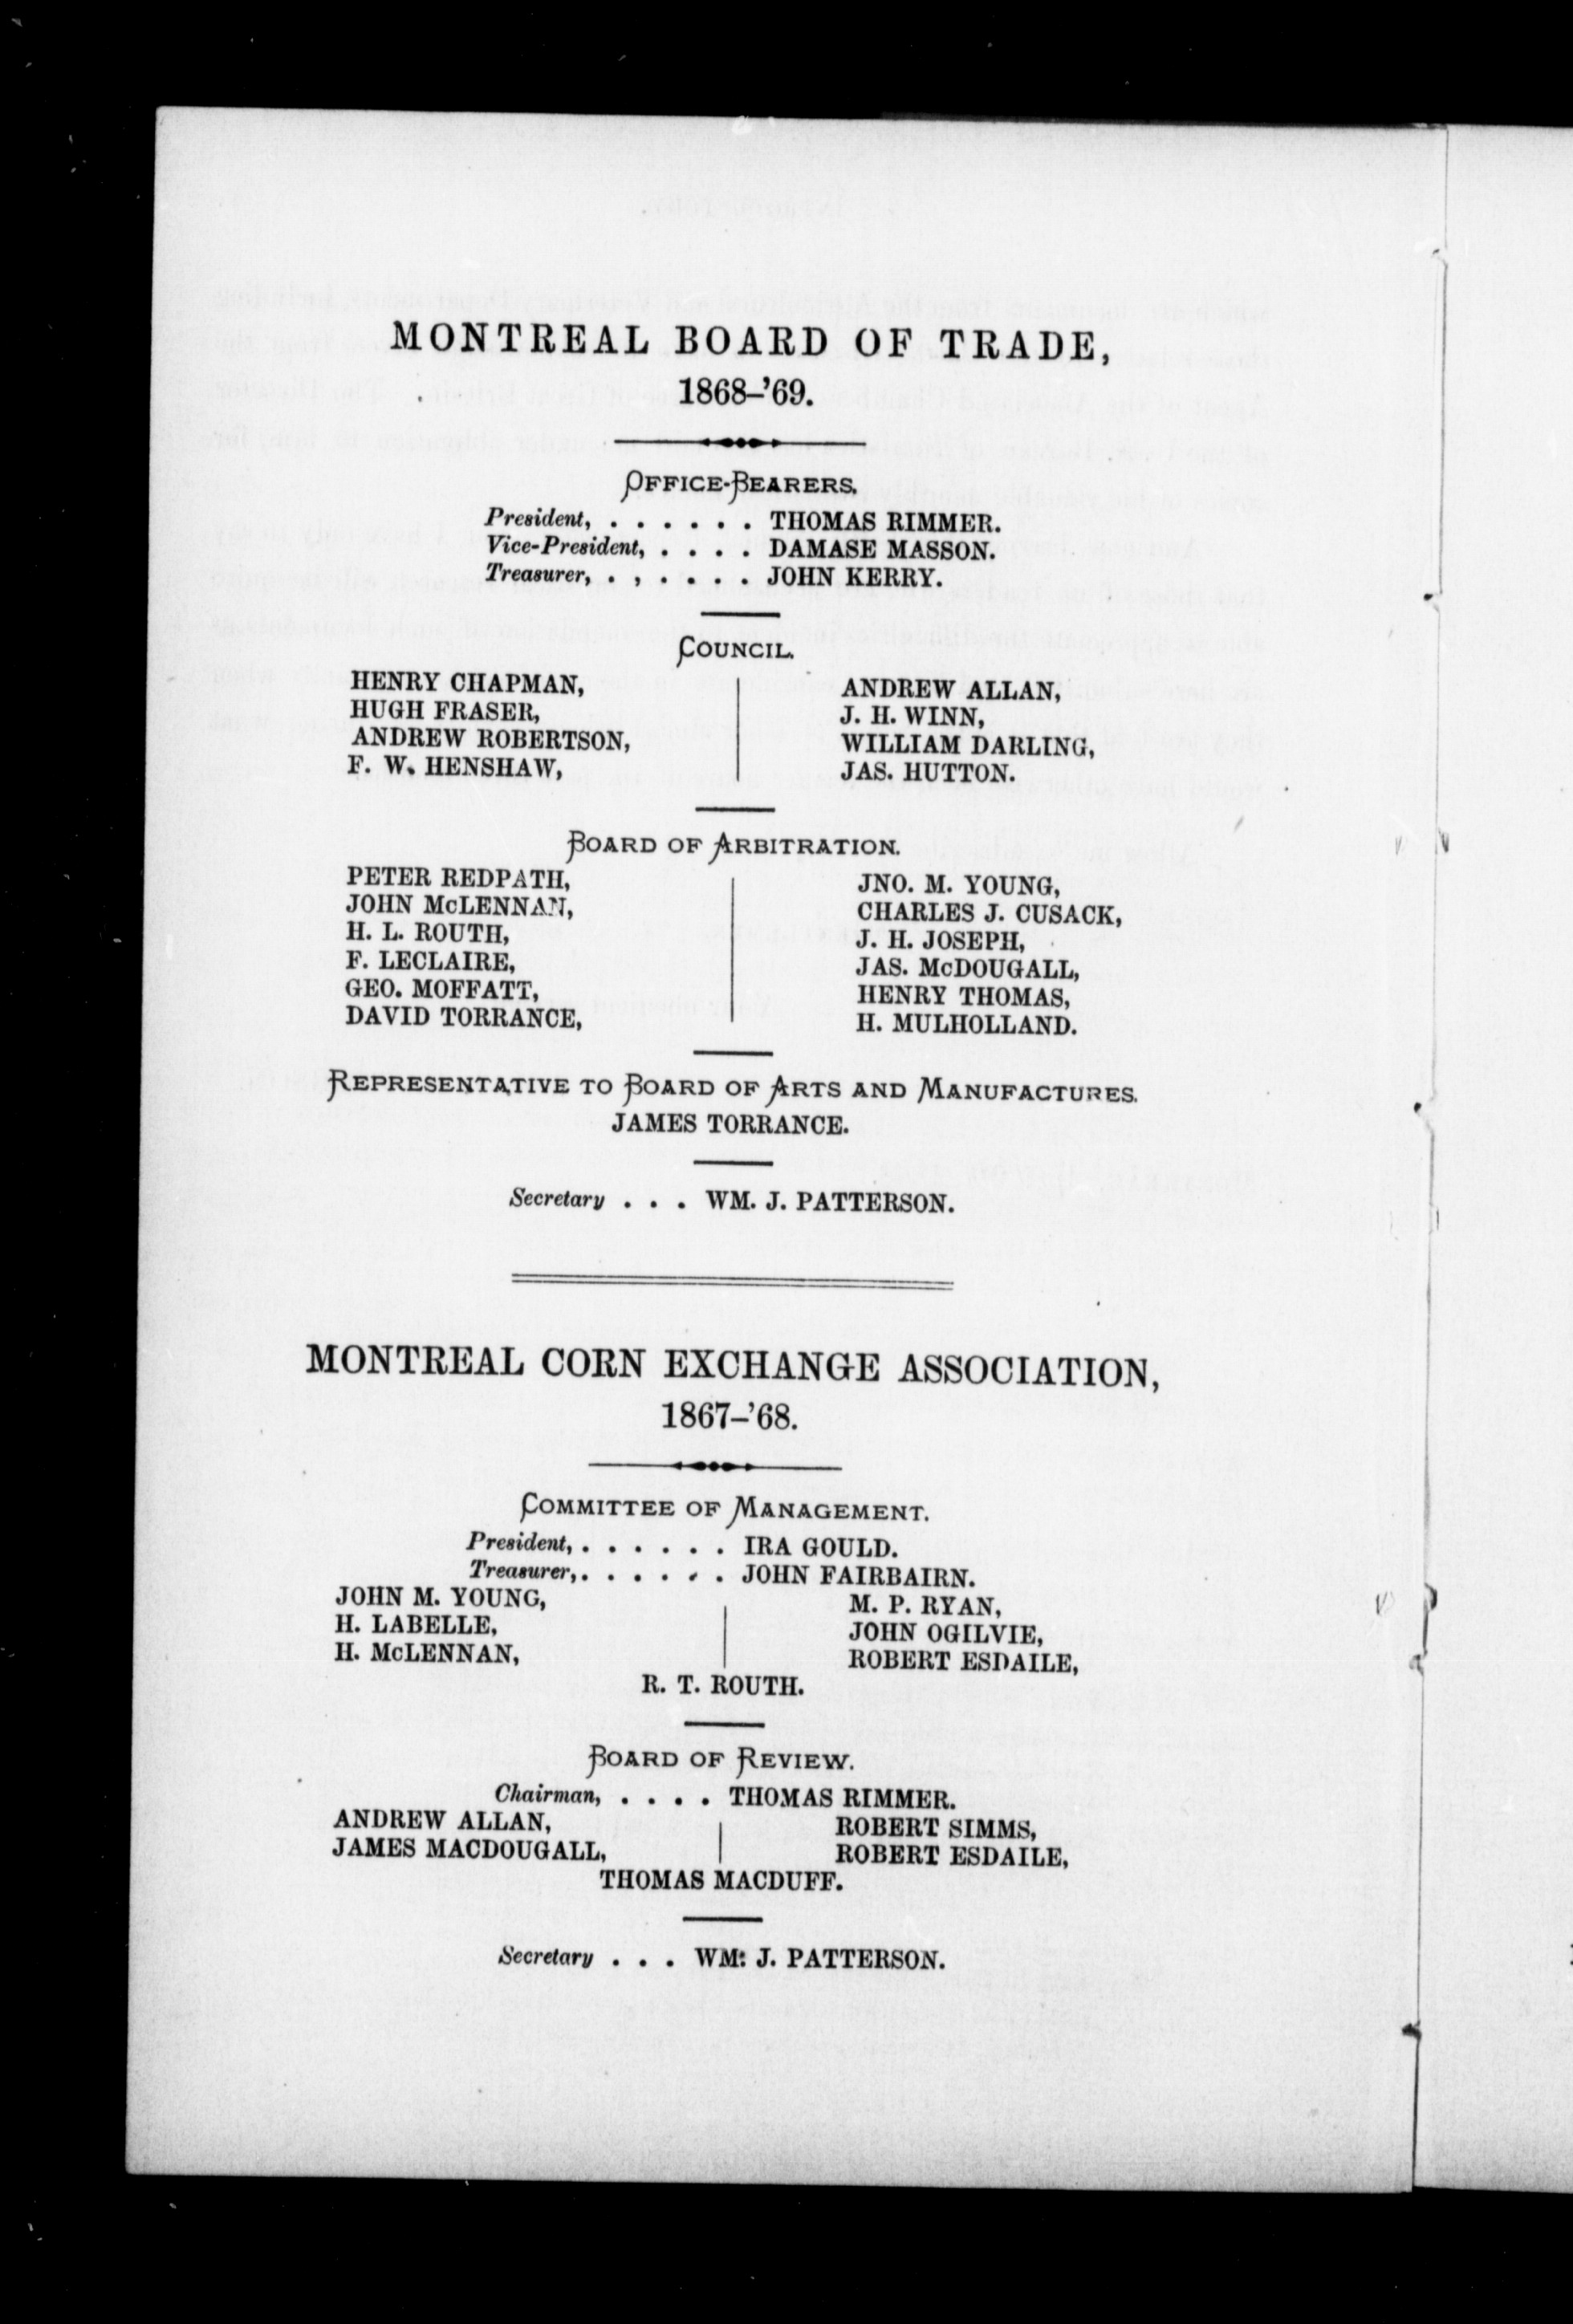 MONTREAL BOARD OF TRADE,
1868-'69.
OFFICE-BEARERS.
President, . . . . . . THOMAS RIMMER.
Vice-President, . . . . DAMASE MASSON.
Treasurer, . , . . . . JOHN KERRY.
COUNCIL.
HENRY CHAPMAN,
HUGH FRASER,
ANDREW ROBERTSON,
F. W. HENSHAW,
ANDREW ALLAN,
J. H. WINN,
WILLIAM DARLING,
JAS. HUTTON.
BOARD OF ARBITRATION.
PETER REDPATH,
JOHN McLENNAN,
H. L. ROUTH,
F. LECLAIRE,
GEO. MOFFATT,
DAVID TORRANCE,
JNO. M. YOUNG,
CHARLES J. CUSACK,
J. H. JOSEPH,
JAS. McDOUGALL,
HENRY THOMAS,
H. MULHOLLAND.
REPRESENTATIVE TO BOARD OF ARTS AND MANUFACTURES.
JAMES TORRANCE.
Secretary . . . WM. J. PATTERSON.
MONTREAL CORN EXCHANGE ASSOCIATION,
1867-'68.
COMMITTEE OF MANAGEMENT.
President, . . . . . . IRA GOULD.
Treasurer, . . . . . . JOHN FAIRBAIRN.
JOHN M. YOUNG,
H. LABELLE,
H. McLENNAN,
M. P. RYAN,
JOHN OGILVIE,
ROBERT ESDAILE,
R. T. ROUTH.
BOARD OF REVIEW.
Chairman, . . . . THOMAS RIMMER.
ANDREW ALLAN,
JAMES MACDOUGALL,
ROBERT SIMMS,
ROBERT ESDAILE,
THOMAS MACDUFF.
Secretary . . . WM: J. PATTERSON.